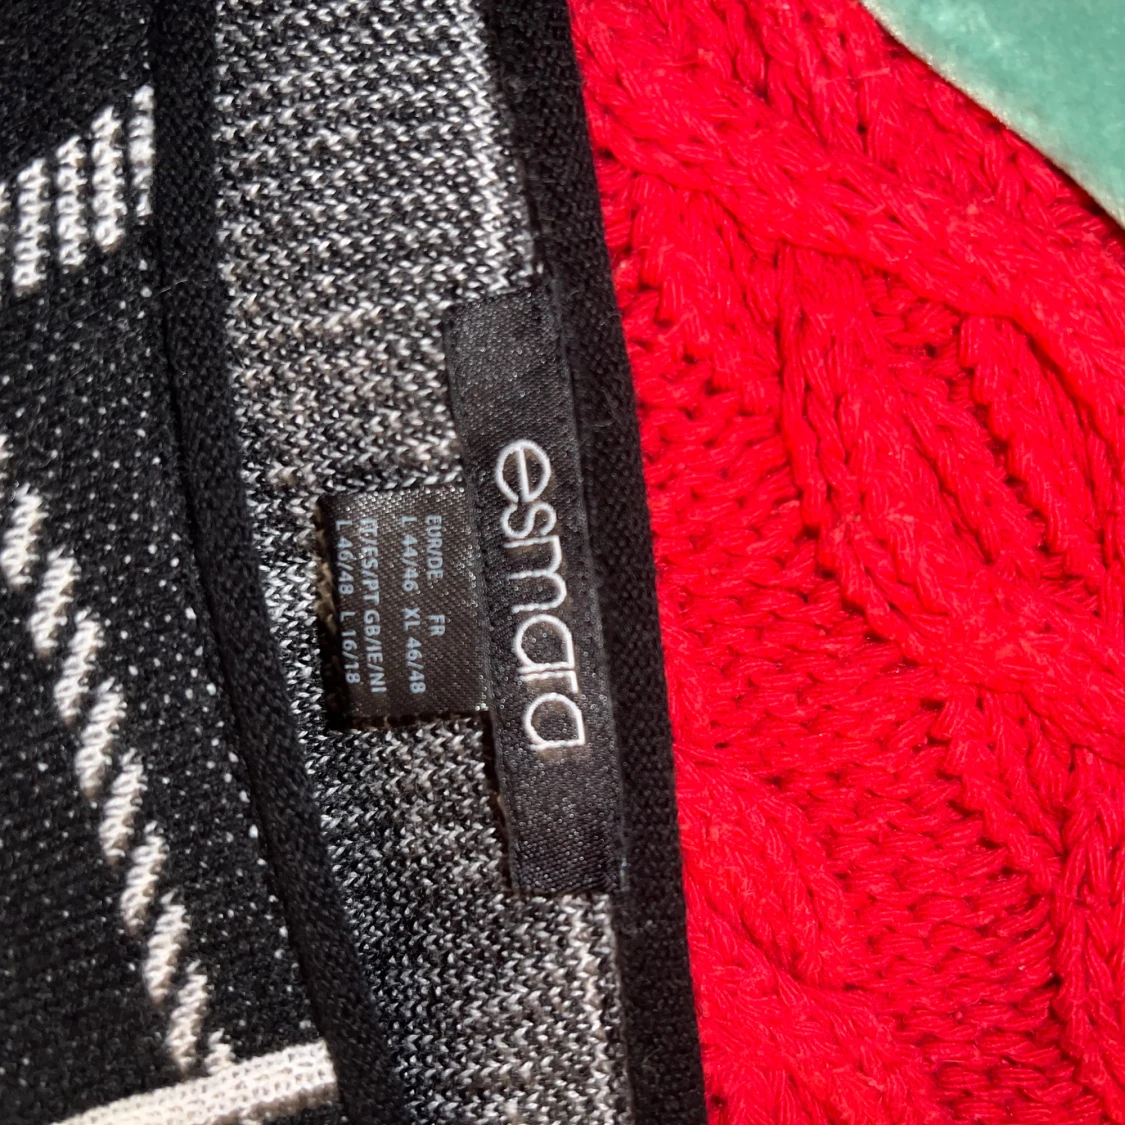 esmara
EUR/DE FR
L 44/46 XL 46/48
IT/ES/PT GB/IE/NI
L 46/48 L 16/18